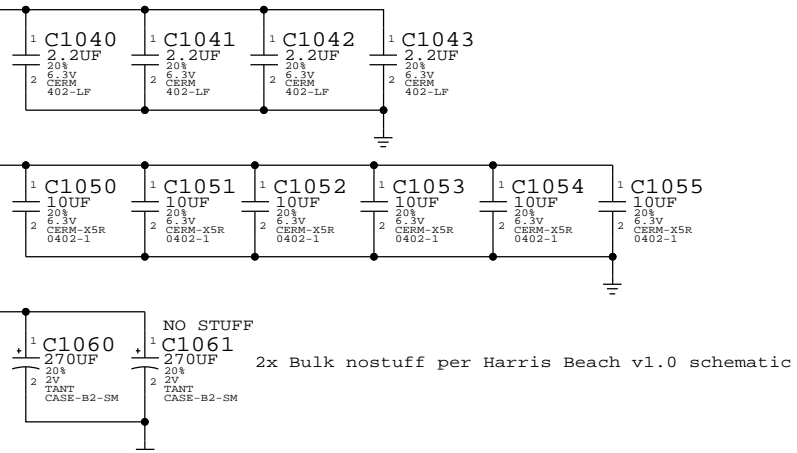 1 C1040 1 C1041 1 C1042 1 C1043
2.2UF 2.2UF 2.2UF 2.2UF
20% 20% 20% 20%
2 6.3V 2 6.3V 2 6.3V 2 6.3V
CERM CERM CERM CERM
402-LF 402-LF 402-LF 402-LF
1 C1050 1 C1051 1 C1052 1 C1053 1 C1054 1 C1055
10UF 10UF 10UF 10UF 10UF 10UF
20% 20% 20% 20% 20% 20%
2 6.3V 2 6.3V 2 6.3V 2 6.3V 2 6.3V 2 6.3V
CERM-X5R CERM-X5R CERM-X5R CERM-X5R CERM-X5R CERM-X5R
0402-1 0402-1 0402-1 0402-1 0402-1 0402-1
NO STUFF
1 C1060 1 C1061
270UF 270UF 2x Bulk nostuff per Harris Beach v1.0 schematic
20% 20%
2 2V 2 2V
TANT TANT
CASE-B2-SM CASE-B2-SM